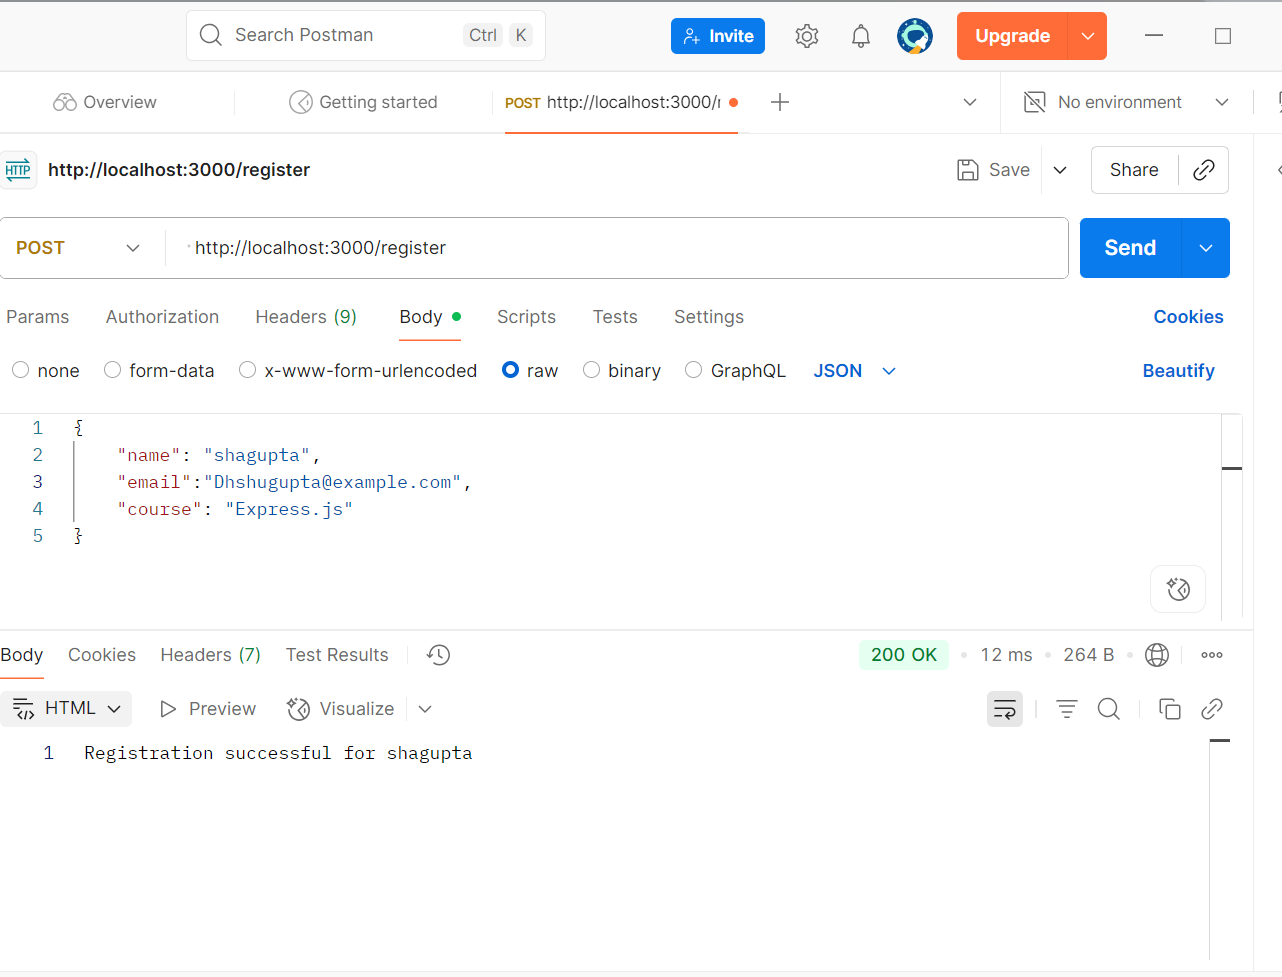 Search Postman Ctrl K Invite Upgrade
Overview Getting started POST http://localhost:3000/r No environment
HTTP http://localhost:3000/register Save Share
POST http://localhost:3000/register Send
Params Authorization Headers (9) Body Scripts Tests Settings Cookies
none form-data x-www-form-urlencoded raw binary GraphQL JSON Beautify
1 {
2 "name": "shagupta",
3 "email":"Dhshugupta@example.com",
4 "course": "Express.js"
5 }
Body Cookies Headers (7) Test Results 200 OK 12 ms 264 B
HTML Preview Visualize
1 Registration successful for shagupta